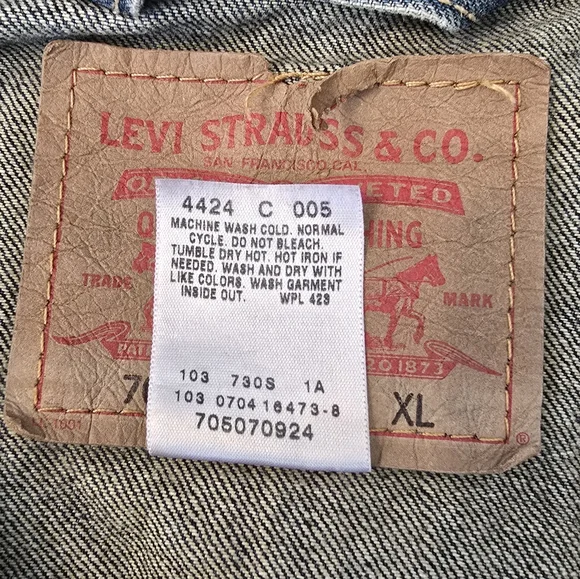 LEVI STRAUSS & CO.
SAN FRANCISCO, CAL.
TRADE
MARK
1873
XL
®
4424 C 005
MACHINE WASH COLD. NORMAL
CYCLE. DO NOT BLEACH.
TUMBLE DRY HOT. HOT IRON IF
NEEDED. WASH AND DRY WITH
LIKE COLORS. WASH GARMENT
INSIDE OUT. WPL 423
103 730S 1A
103 0704 16473-8
705070924